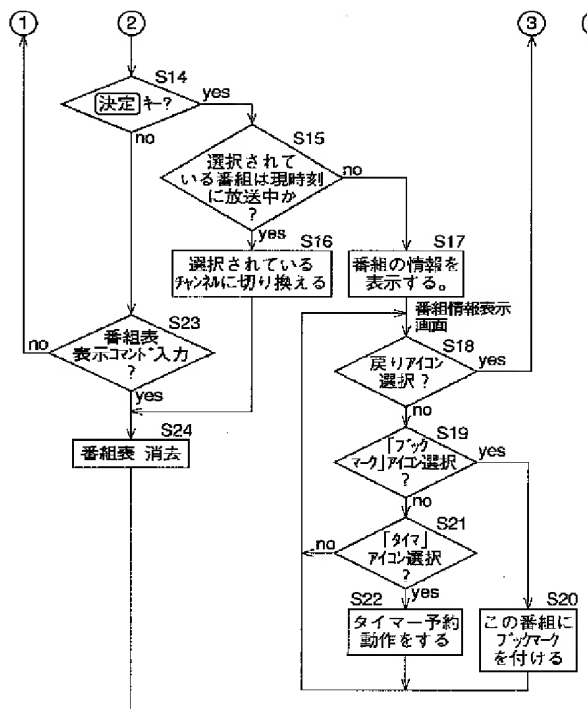 1
2
3
S14
決定 キー?
yes
no
S15
選択されて
いる番組は現時刻
に放送中か
?
no
yes
S16
選択されている
チャンネルに切り換える
S17
番組の情報を
表示する。
番組情報表示
画面
S18
戻りアイコン
選択?
yes
no
S23
番組表
表示コマンド入力
?
no
yes
S24
番組表 消去
S19
「ブック
マーク」アイコン選択
?
yes
no
S21
「タイマ」
アイコン選択
?
no
yes
S22
タイマー予約
動作をする
S20
この番組に
ブックマーク
を付ける